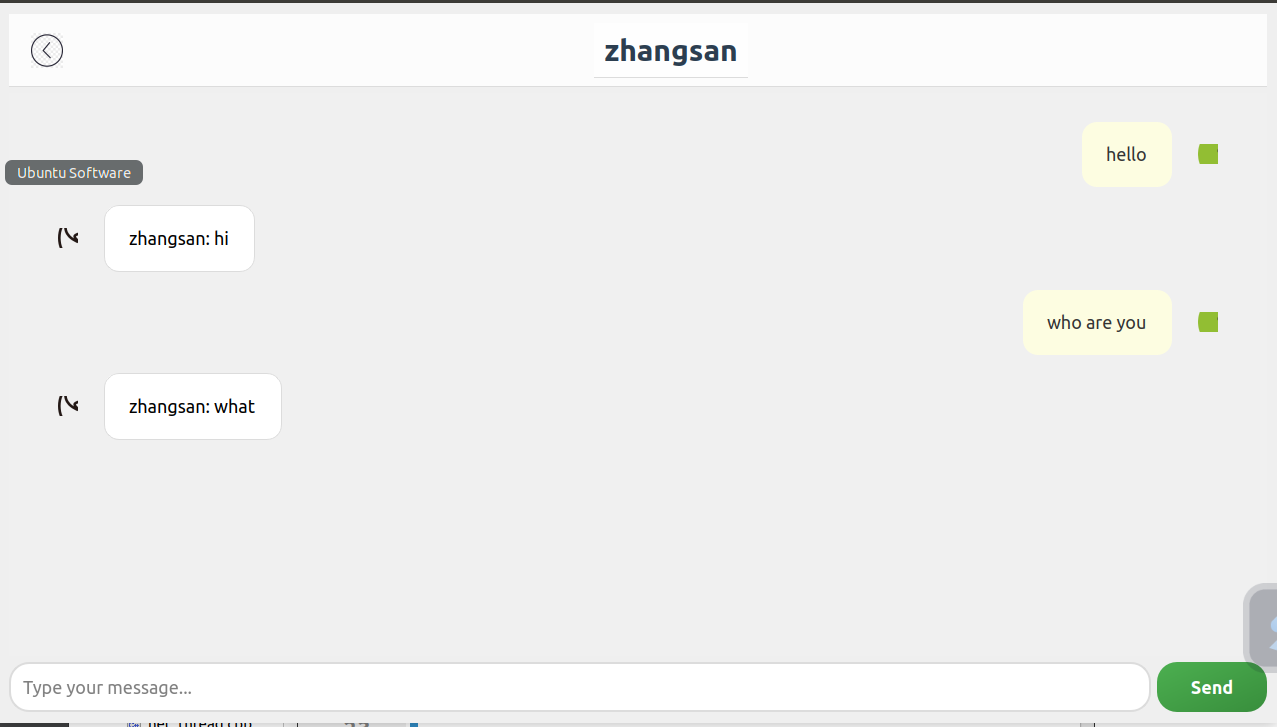 zhangsan
hello
Ubuntu Software
zhangsan: hi
who are you
zhangsan: what
Type your message...
Send